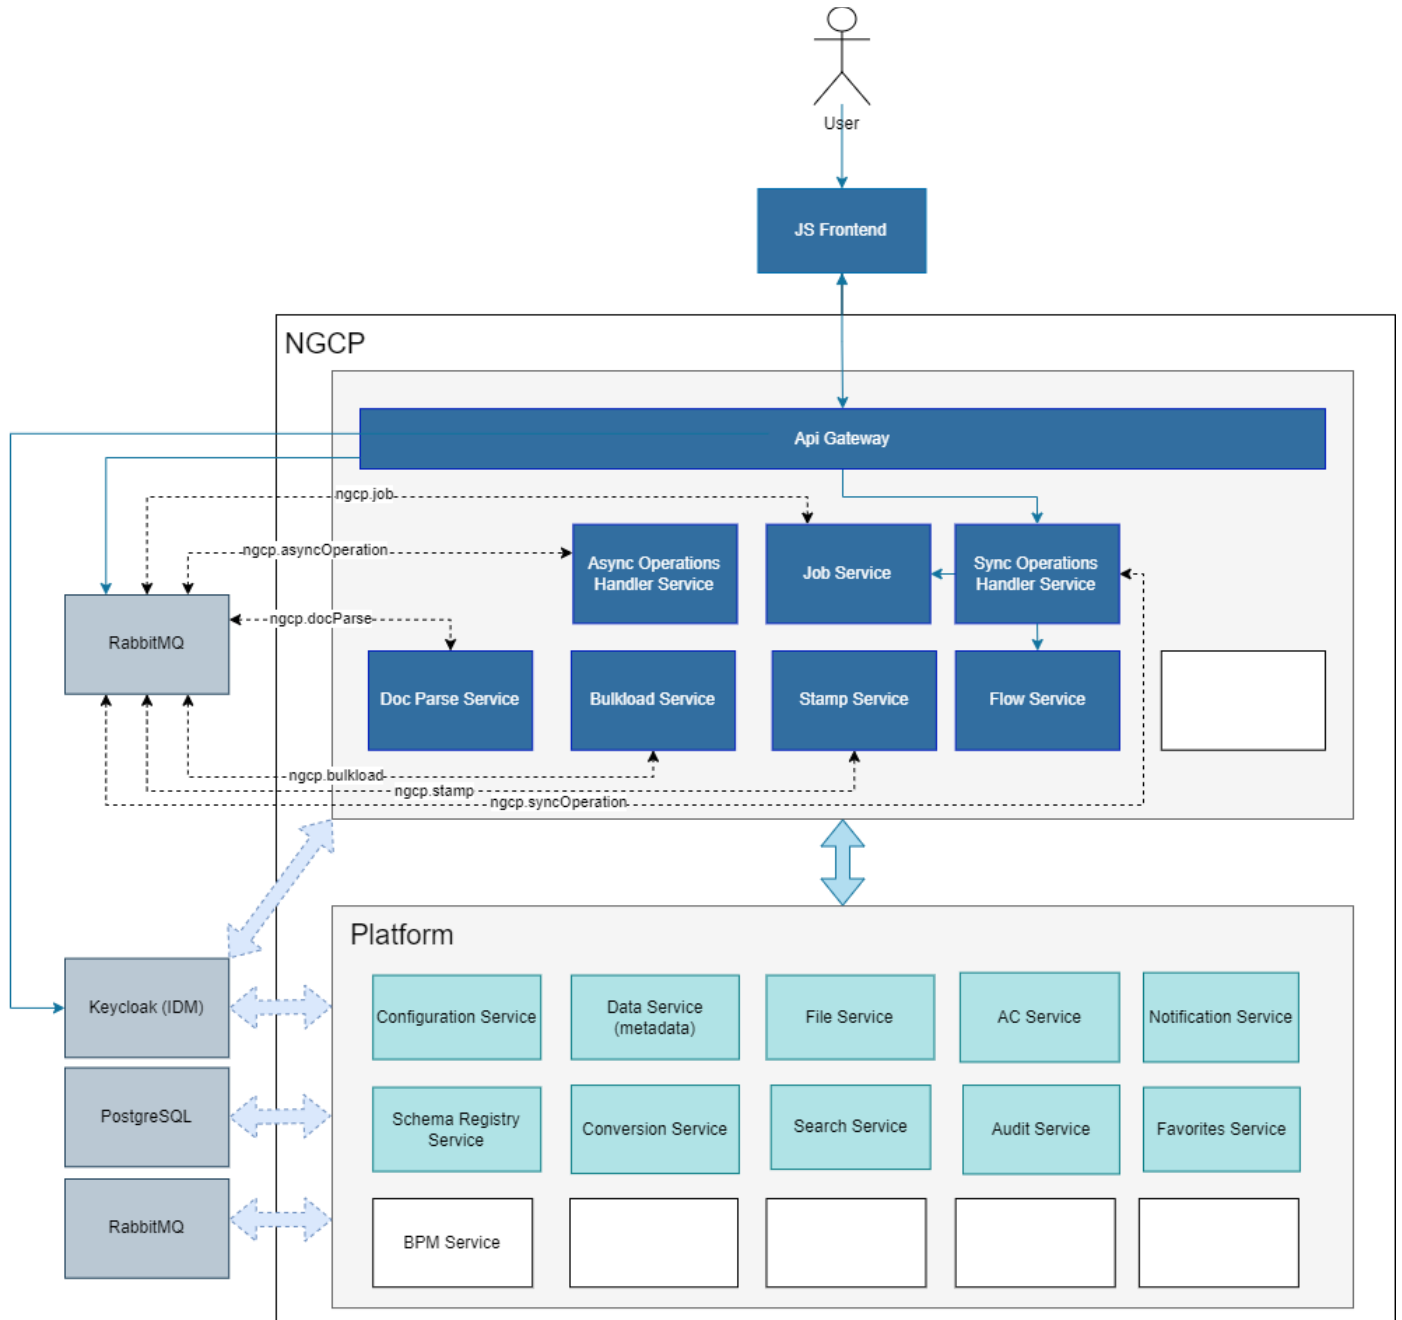 User
JS Frontend
NGCP
Api Gateway
ngcp.job
ngcp.asyncOperation
Async Operations
Handler Service
Job Service
Sync Operations
Handler Service
ngcp.docParse
RabbitMQ
Doc Parse Service
Bulkload Service
Stamp Service
Flow Service
ngcp.bulkload
ngcp.stamp
ngcp.syncOperation
Platform
Keycloak (IDM)
Configuration Service
Data Service
(metadata)
File Service
AC Service
Notification Service
PostgreSQL
Schema Registry
Service
Conversion Service
Search Service
Audit Service
Favorites Service
RabbitMQ
BPM Service